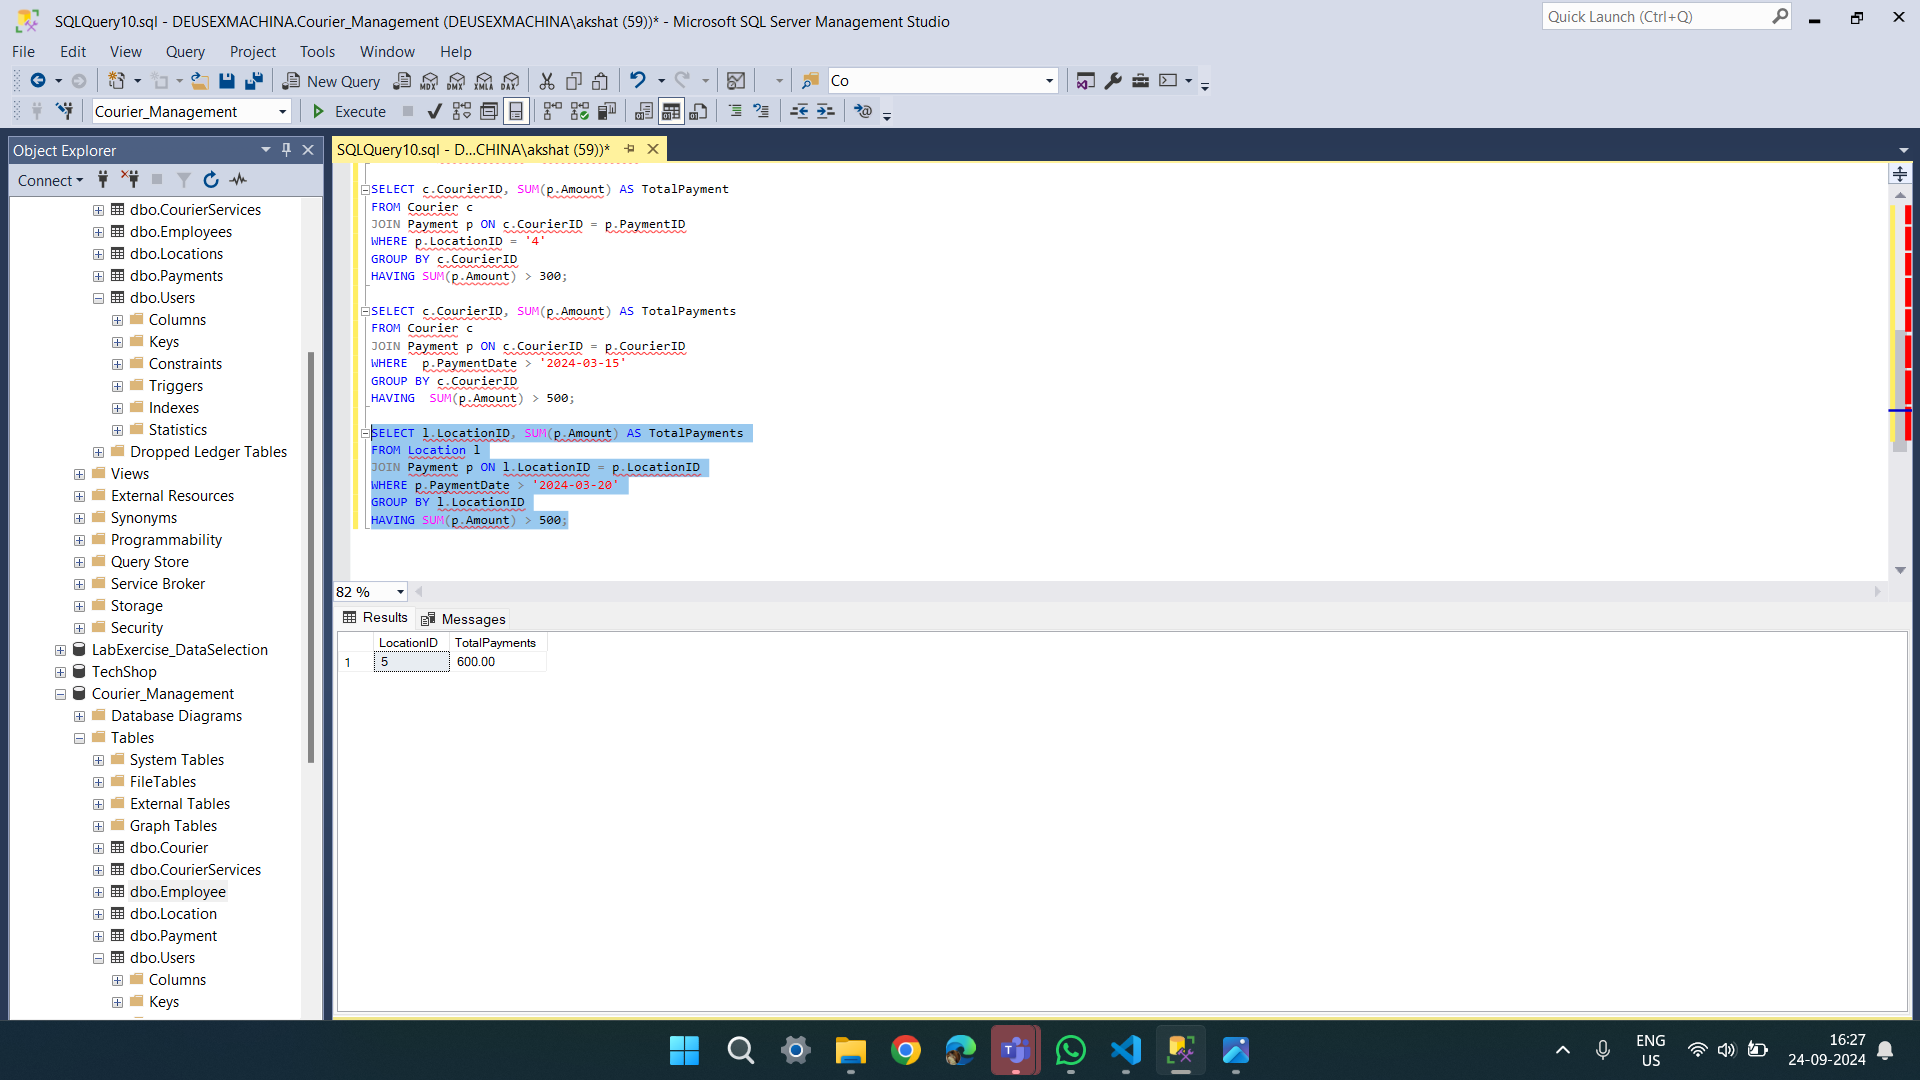 SQLQuery10.sql - DEUSEXMACHINA.Courier_Management (DEUSEXMACHINA\akshat (59))* - Microsoft SQL Server Management Studio
Quick Launch (Ctrl+Q)
File Edit View Query Project Tools Window Help
New Query MDX DMX XMLA DAX Co
Courier_Management Execute
Object Explorer
Connect
dbo.CourierServices
dbo.Employees
dbo.Locations
dbo.Payments
dbo.Users
Columns
Keys
Constraints
Triggers
Indexes
Statistics
Dropped Ledger Tables
Views
External Resources
Synonyms
Programmability
Query Store
Service Broker
Storage
Security
LabExercise_DataSelection
TechShop
Courier_Management
Database Diagrams
Tables
System Tables
FileTables
External Tables
Graph Tables
dbo.Courier
dbo.CourierServices
dbo.Employee
dbo.Location
dbo.Payment
dbo.Users
Columns
Keys
SQLQuery10.sql - D...CHINA\akshat (59))*
SELECT c.CourierID, SUM(p.Amount) AS TotalPayment
FROM Courier c
JOIN Payment p ON c.CourierID = p.PaymentID
WHERE p.LocationID = '4'
GROUP BY c.CourierID
HAVING SUM(p.Amount) > 300;
SELECT c.CourierID, SUM(p.Amount) AS TotalPayments
FROM Courier c
JOIN Payment p ON c.CourierID = p.CourierID
WHERE  p.PaymentDate > '2024-03-15'
GROUP BY c.CourierID
HAVING  SUM(p.Amount) > 500;
SELECT l.LocationID, SUM(p.Amount) AS TotalPayments
FROM Location l
JOIN Payment p ON l.LocationID = p.LocationID
WHERE p.PaymentDate > '2024-03-20'
GROUP BY l.LocationID
HAVING SUM(p.Amount) > 500;
82 %
Results Messages
LocationID TotalPayments
1 5 600.00
ENG
US
16:27
24-09-2024